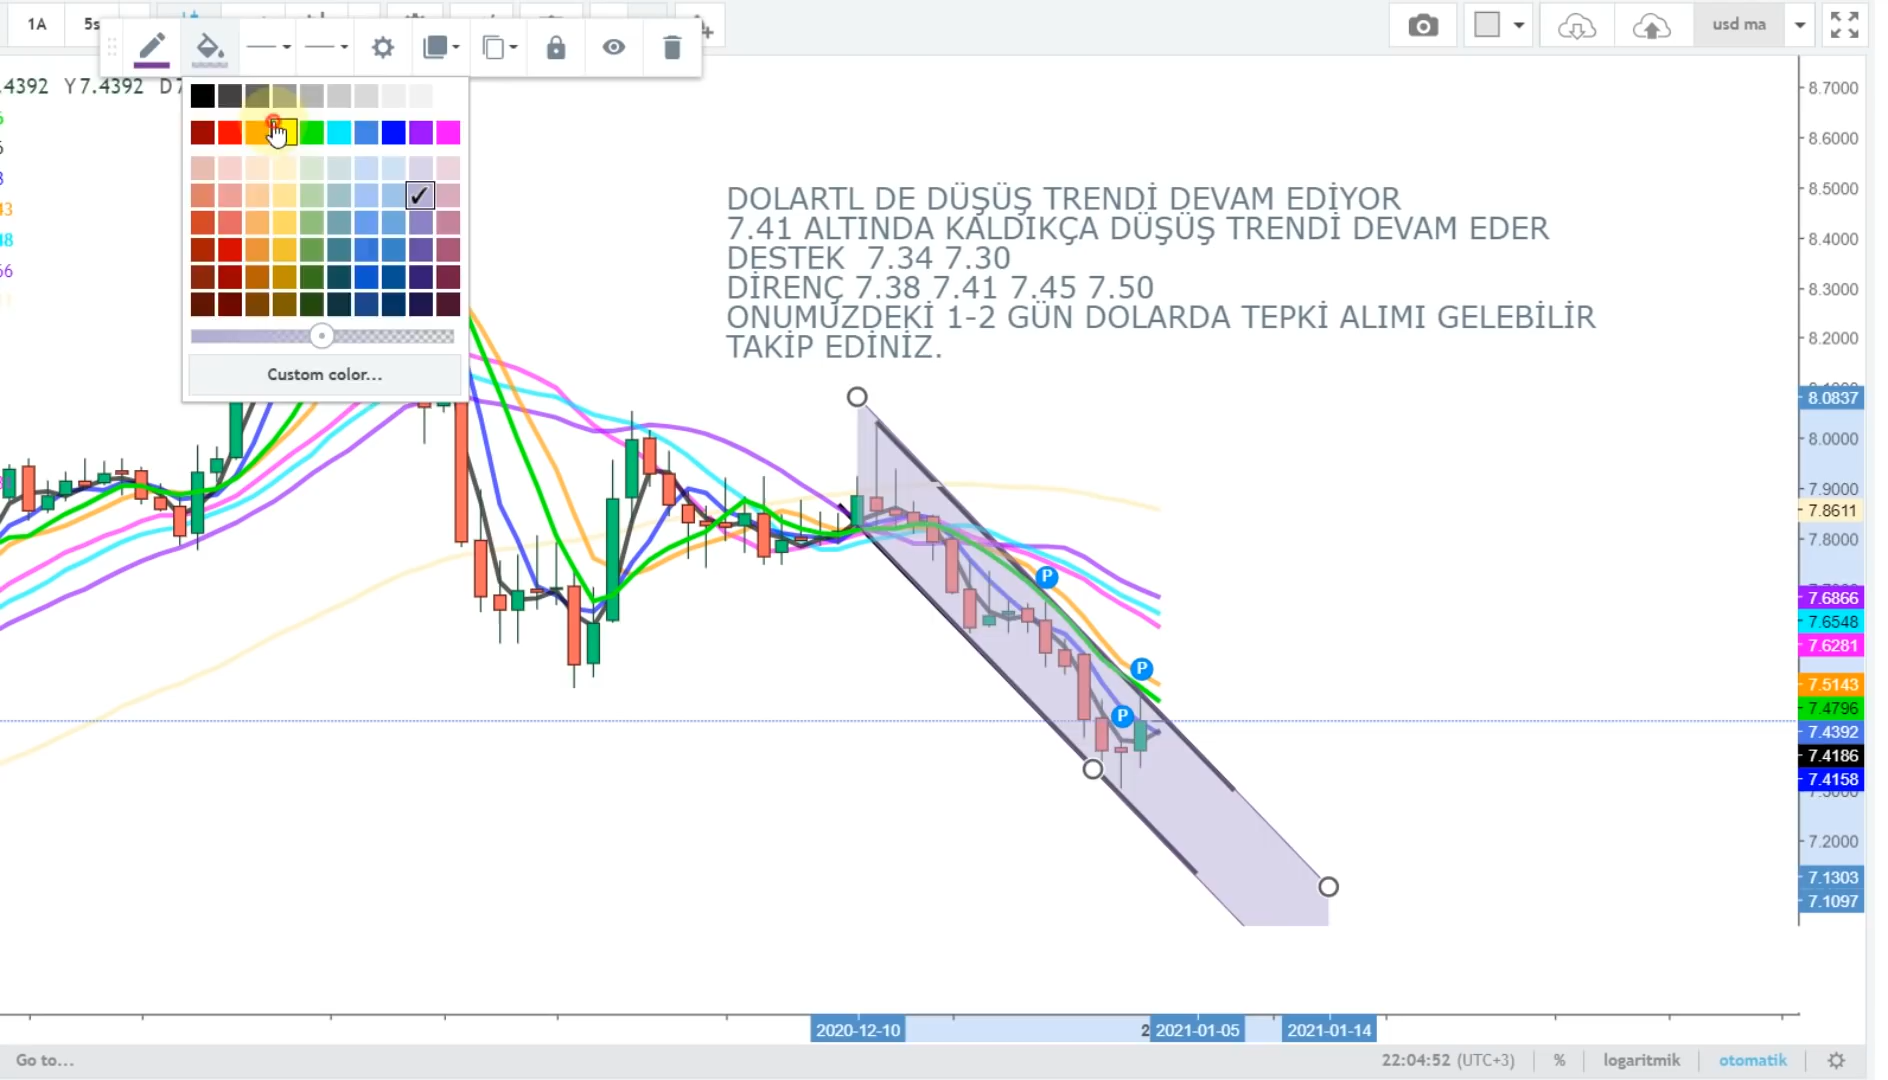 1A
5s
usd ma
.4392 Y7.4392 D7
Custom color...
DOLARTL DE DÜŞÜŞ TRENDİ DEVAM EDİYOR
7.41 ALTINDA KALDIKÇA DÜŞÜŞ TRENDİ DEVAM EDER
DESTEK 7.34 7.30
DİRENÇ 7.38 7.41 7.45 7.50
ONUMUZDEKİ 1-2 GÜN DOLARDA TEPKİ ALIMI GELEBİLİR
TAKİP EDİNİZ.
P
P
P
8.7000
8.6000
8.5000
8.4000
8.3000
8.2000
8.0837
8.0000
7.9000
7.8611
7.8000
7.6866
7.6548
7.6281
7.5143
7.4796
7.4392
7.4186
7.4158
7.2000
7.1303
7.1097
2020-12-10
2
2021-01-05
2021-01-14
Go to...
22:04:52 (UTC+3)
%
logaritmik
otomatik